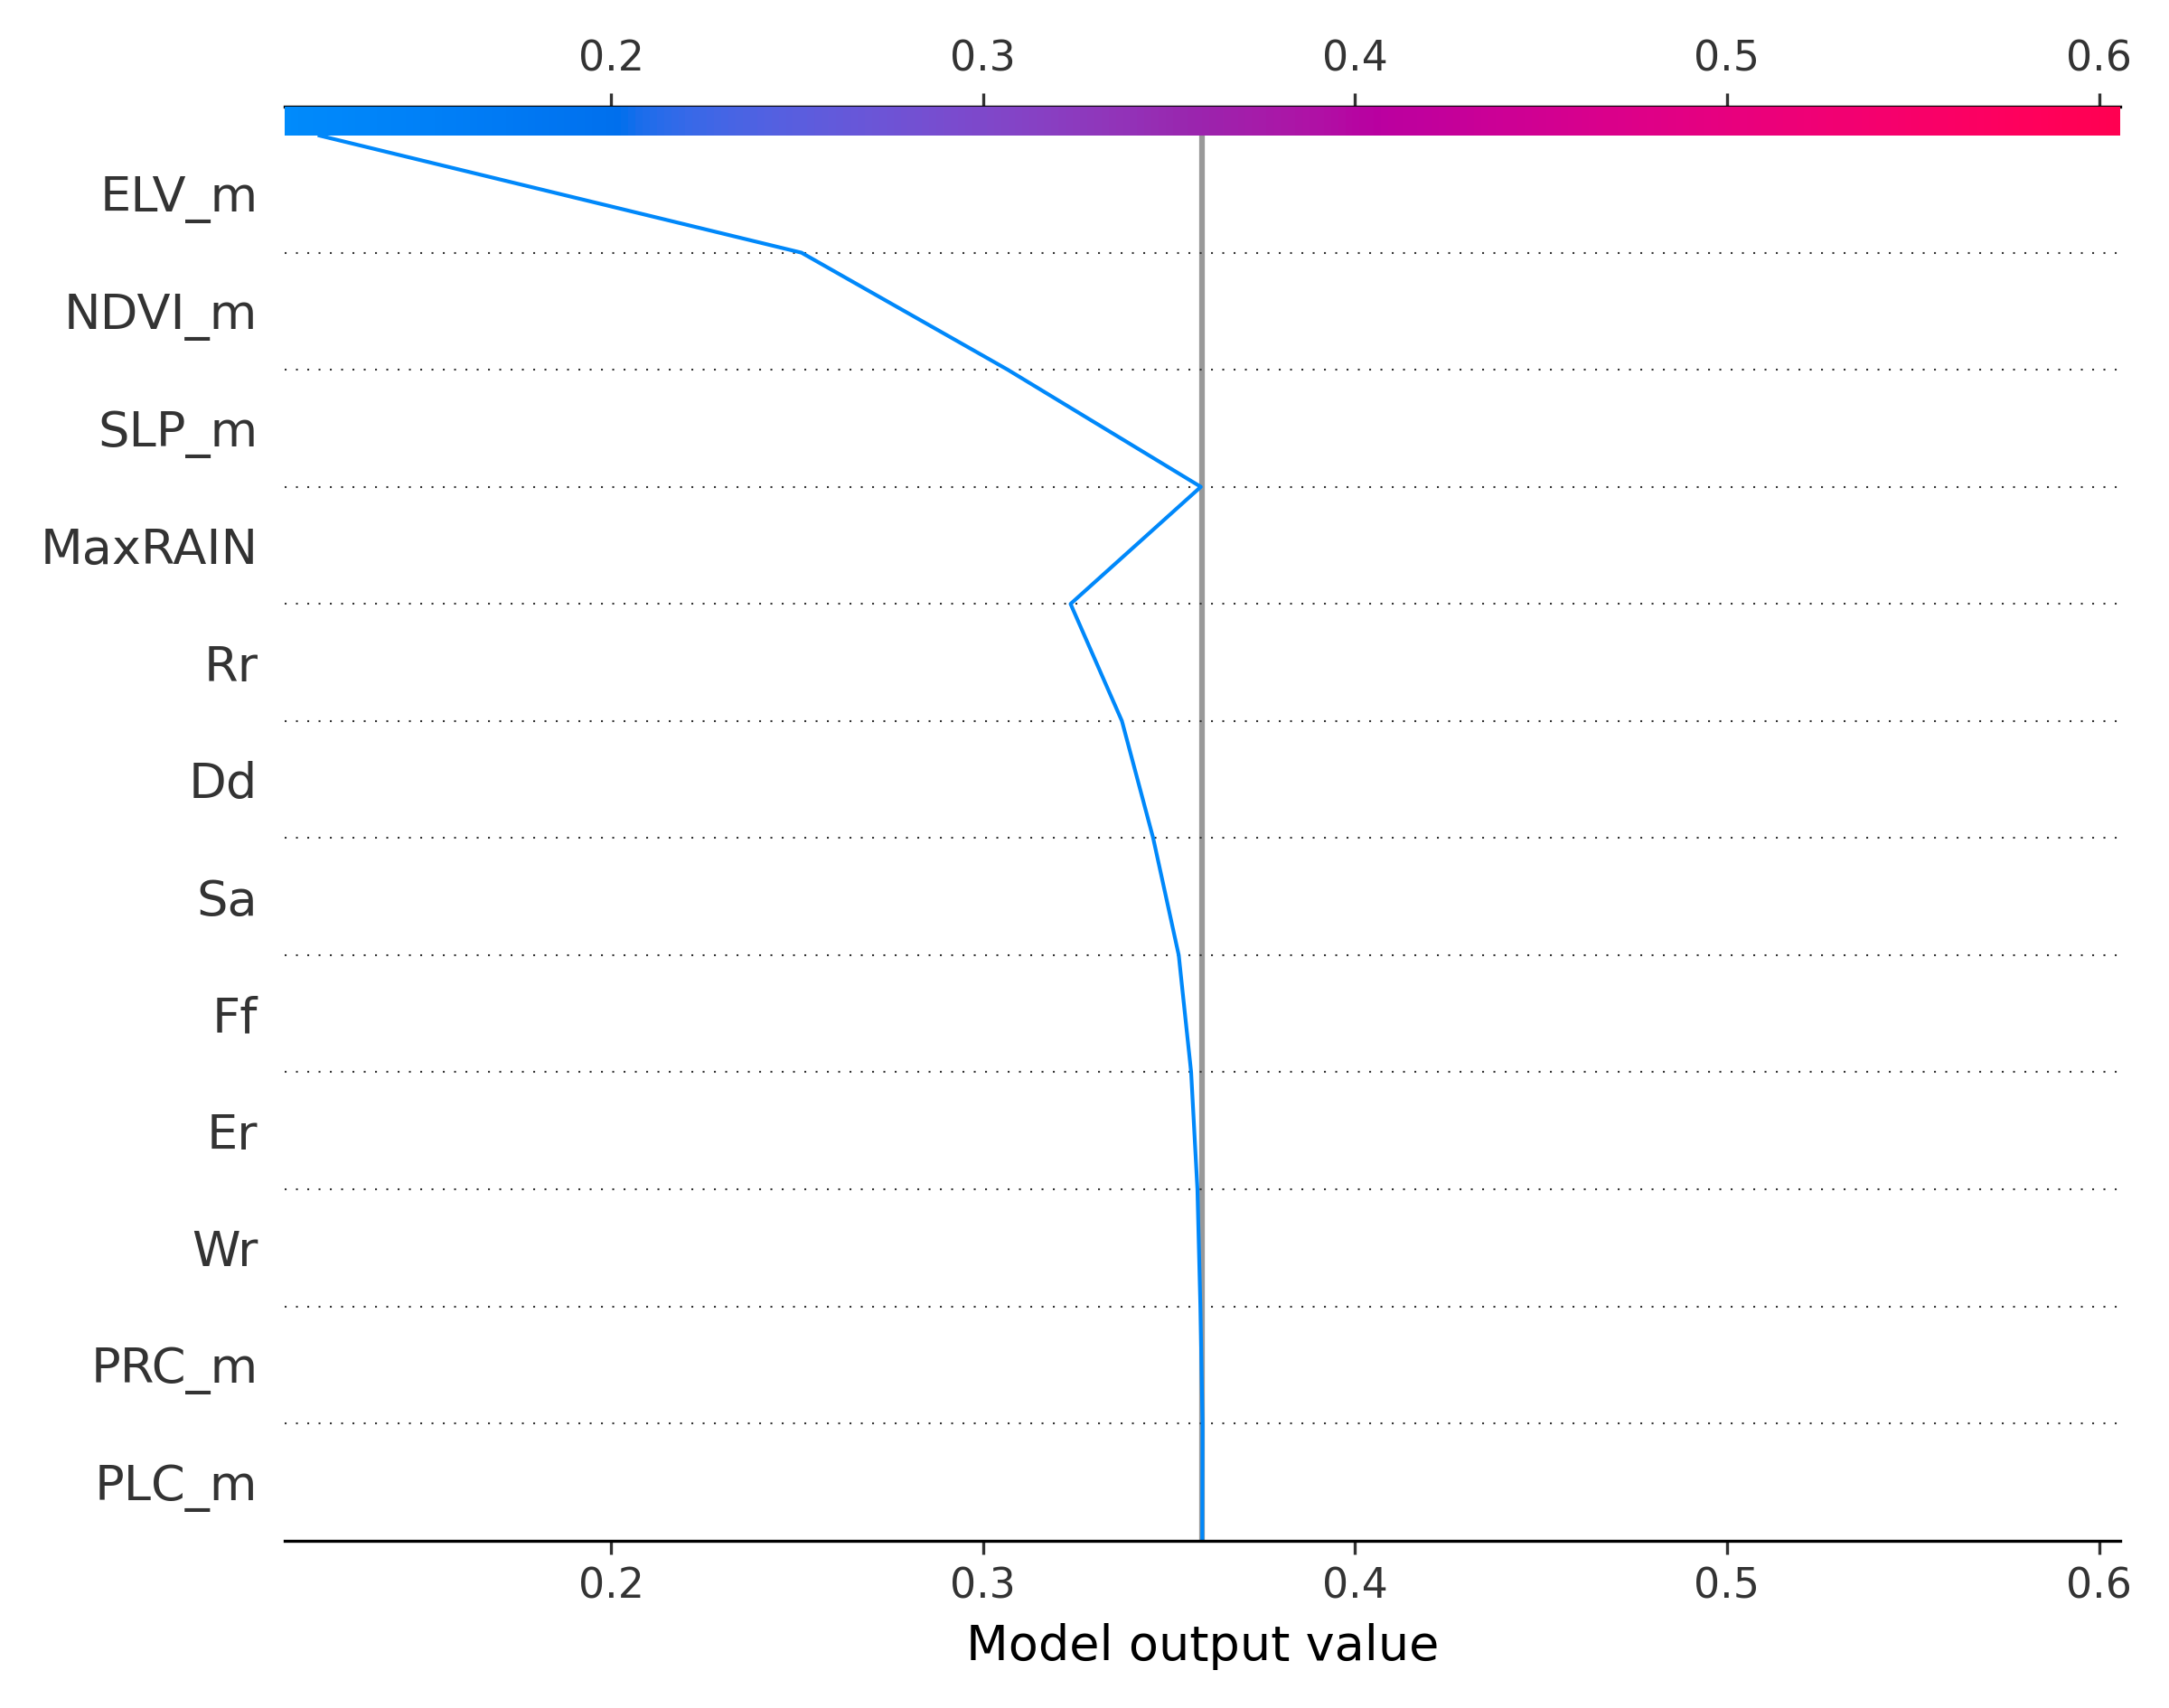 0.2 0.3 0.4 0.5 0.6
ELV_m
NDVI_m
SLP_m
MaxRAIN
Rr
Dd
Sa
Ff
Er
Wr
PRC_m
PLC_m
0.2 0.3 0.4 0.5 0.6
Model output value